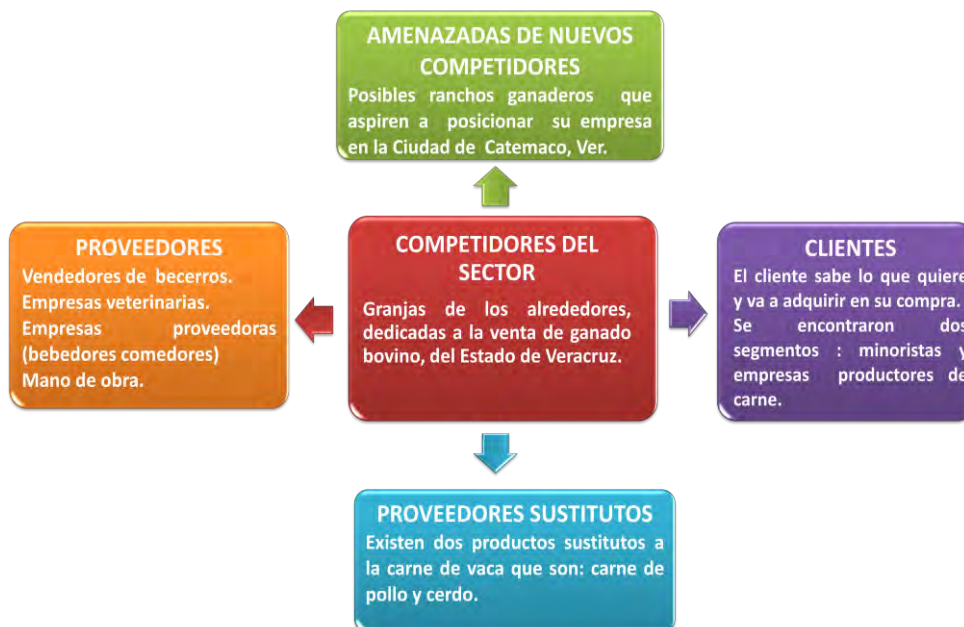 AMENAZADAS DE NUEVOS
COMPETIDORES
Posibles ranchos ganaderos que
aspiren a posicionar su empresa
en la Ciudad de Catemaco, Ver.
PROVEEDORES
Vendedores de becerros.
Empresas veterinarias.
Empresas proveedoras
(bebedores comedores)
Mano de obra.
COMPETIDORES DEL
SECTOR
Granjas de los alrededores,
dedicadas a la venta de ganado
bovino, del Estado de Veracruz.
CLIENTES
El cliente sabe lo que quiere
y va a adquirir en su compra.
Se encontraron dos
segmentos : minoristas y
empresas productores de
carne.
PROVEEDORES SUSTITUTOS
Existen dos productos sustitutos a
la carne de vaca que son: carne de
pollo y cerdo.